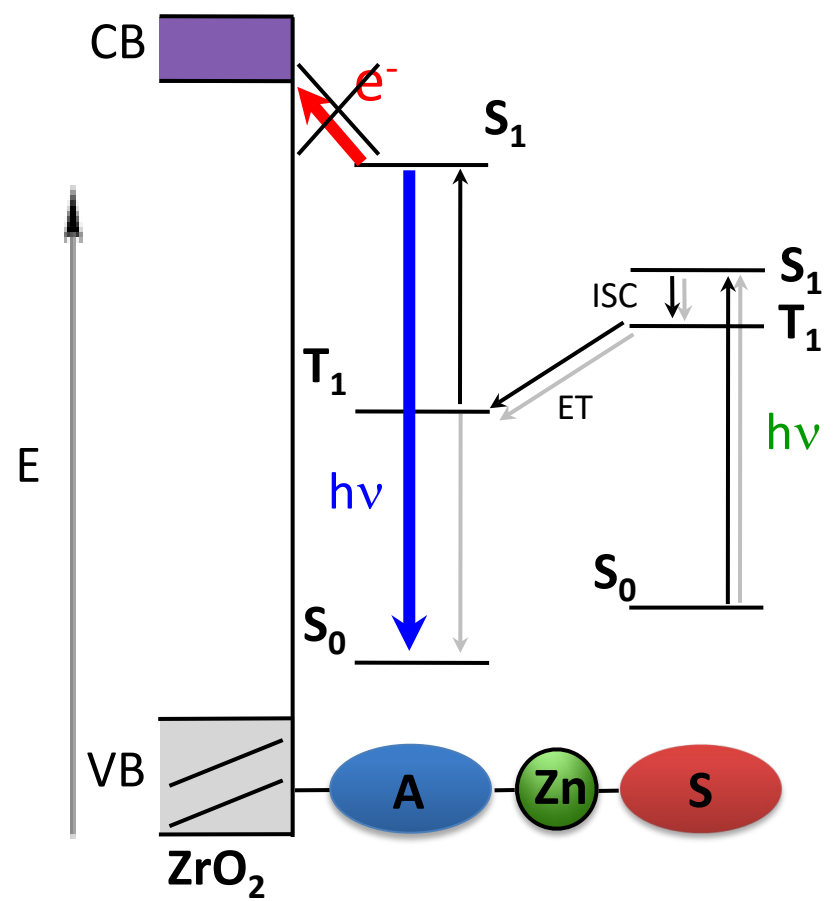 CB
e⁻
S₁
S₁
ISC
T₁
T₁
ET
hν
E
hν
S₀
S₀
VB
A
Zn
S
ZrO₂